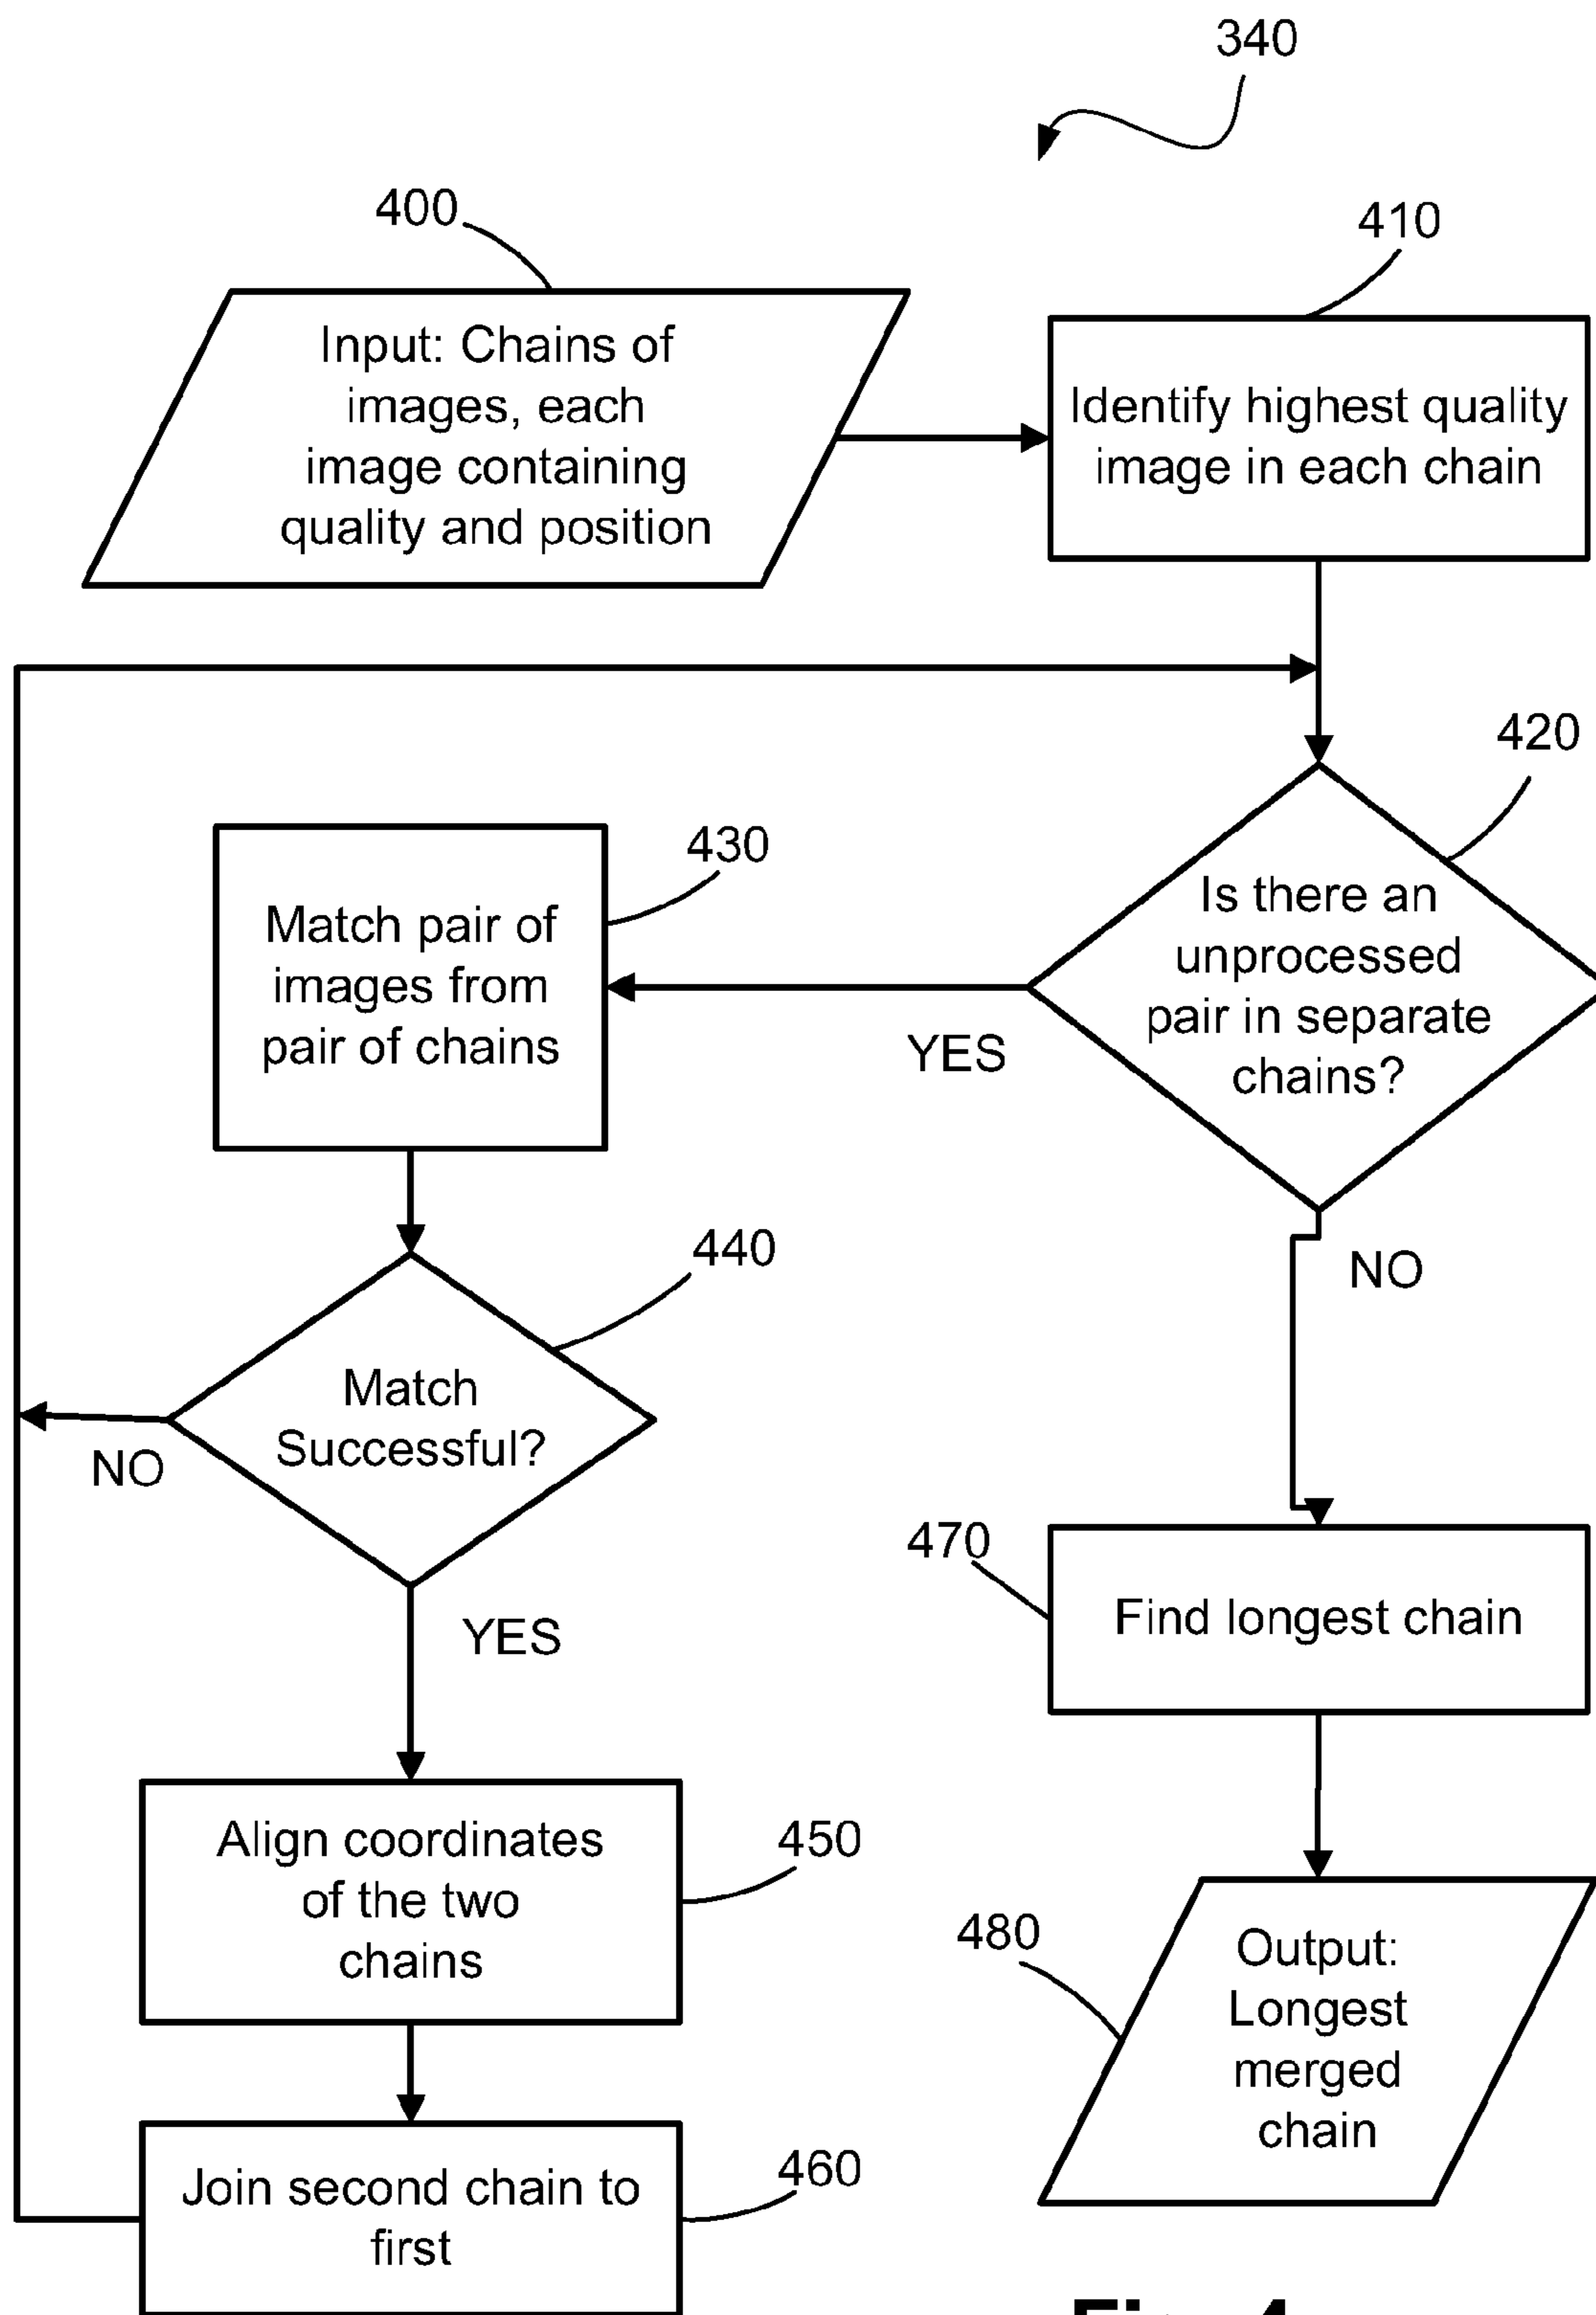 340
400
Input: Chains of
images, each
image containing
quality and position
410
Identify highest quality
image in each chain
420
Is there an
unprocessed
pair in separate
chains?
YES
NO
430
Match pair of
images from
pair of chains
440
Match
Successful?
NO
YES
450
Align coordinates
of the two
chains
460
Join second chain to
first
470
Find longest chain
480
Output:
Longest
merged
chain